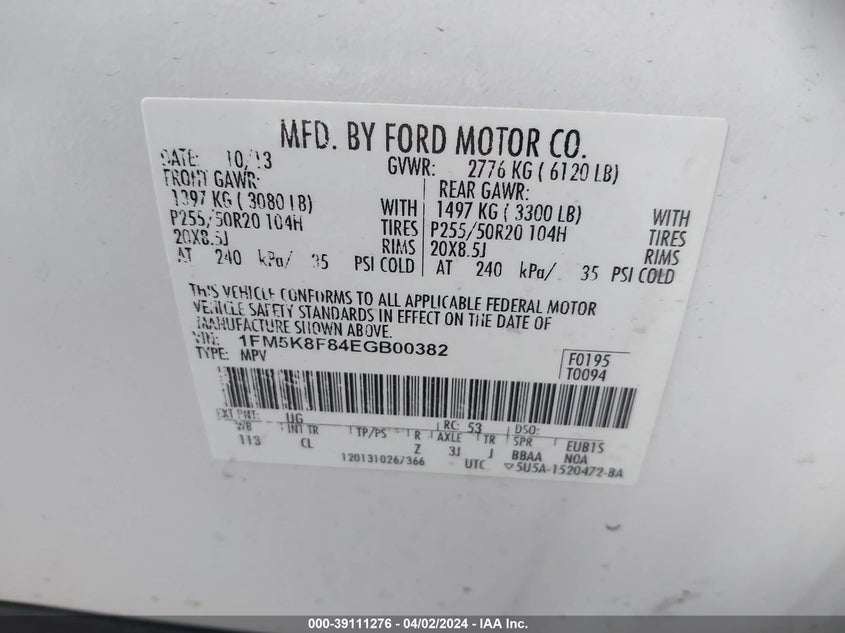 MFD. BY FORD MOTOR CO.
DATE: 10/13 GVWR: 2776 KG ( 6120 LB)
FRONT GAWR: REAR GAWR:
1397 KG ( 3080 LB) WITH 1497 KG ( 3300 LB) WITH
P255/50R20 104H TIRES P255/50R20 104H TIRES
20X8.5J RIMS 20X8.5J RIMS
AT 240 kPa/ 35 PSI COLD AT 240 kPa/ 35 PSI COLD
THIS VEHICLE CONFORMS TO ALL APPLICABLE FEDERAL MOTOR
VEHICLE SAFETY STANDARDS IN EFFECT ON THE DATE OF
MANUFACTURE SHOWN ABOVE.
VIN: 1FM5K8F84EGB00382
TYPE: MPV
F0195
T0094
EXT PNT: UG RC: 53 DSO:
WB INT TR TP/PS R AXLE TR SPR EUB15
113 CL Z 3J J BBAA N0A
120131026/366 UTC ▽5U5A-1520472-BA
000-39111276 - 04/02/2024 - IAA Inc.